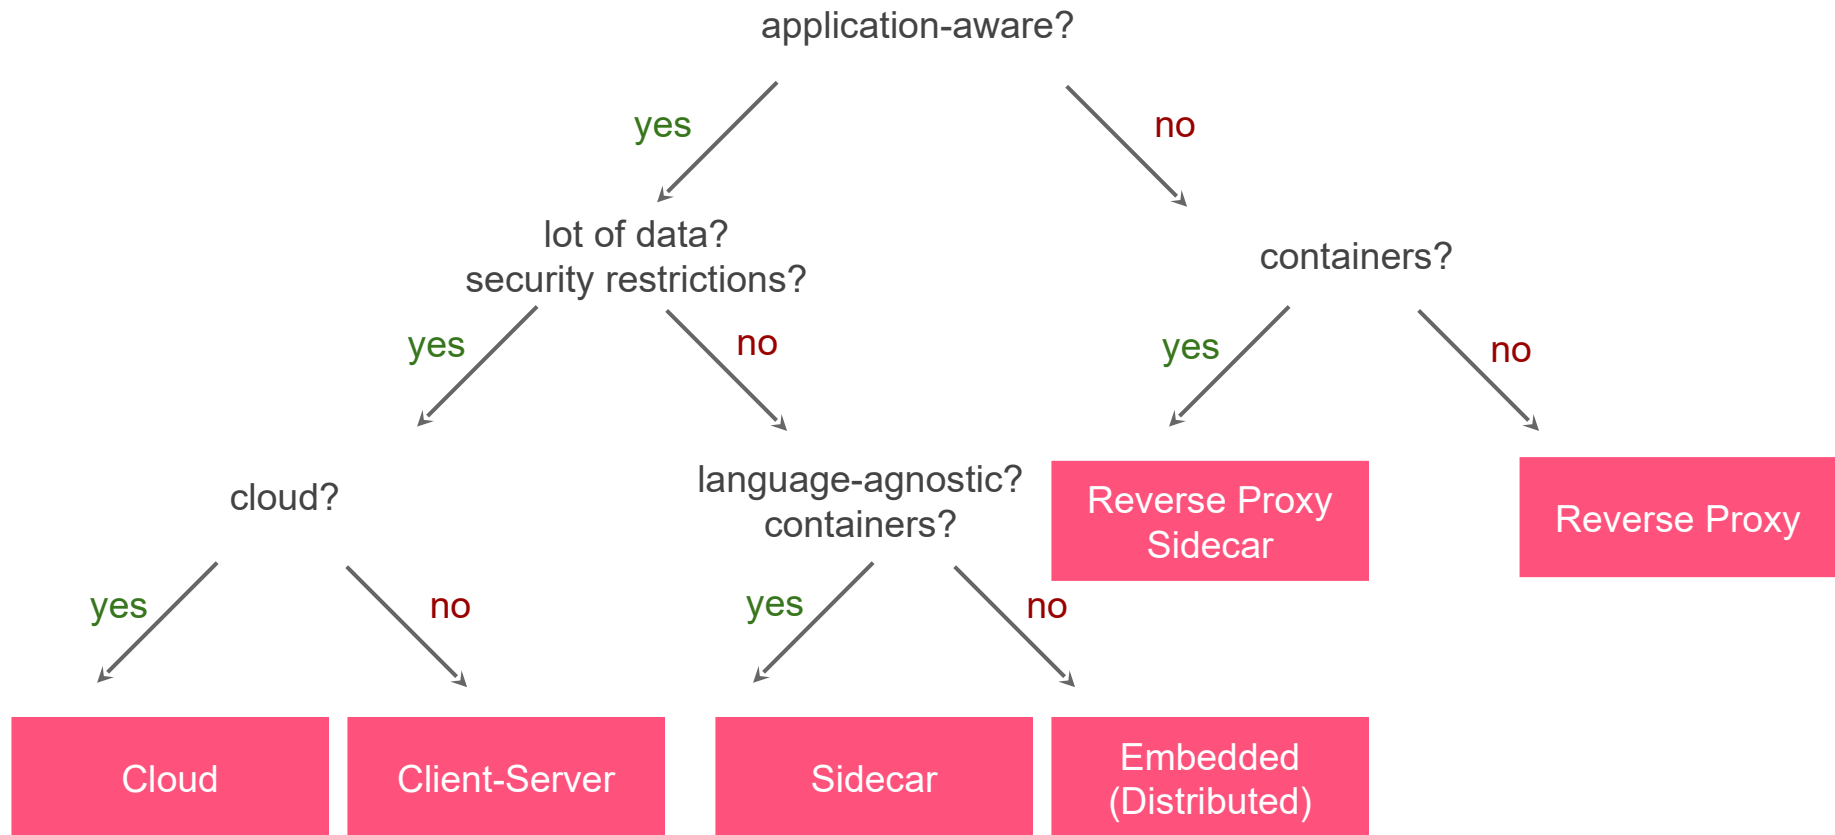 application-aware?
yes
no
lot of data?
security restrictions?
containers?
yes
no
yes
no
cloud?
language-agnostic?
containers?
Reverse Proxy
Sidecar
Reverse Proxy
yes
no
yes
no
Cloud
Client-Server
Sidecar
Embedded
(Distributed)